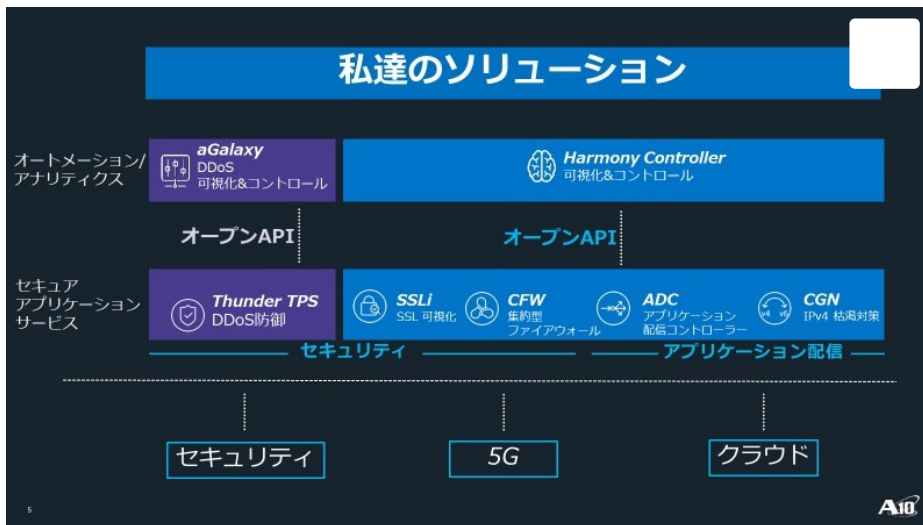 私達のソリューション
オートメーション/
アナリティクス
aGalaxy
DDoS
可視化&コントロール
Harmony Controller
可視化&コントロール
オープンAPI
オープンAPI
セキュア
アプリケーション
サービス
Thunder TPS
DDoS防御
SSLi
SSL 可視化
CFW
集約型
ファイアウォール
ADC
アプリケーション
配信コントローラー
v4 v6
CGN
IPv4 枯渇対策
セキュリティ
アプリケーション配信
セキュリティ
5G
クラウド
5
A10